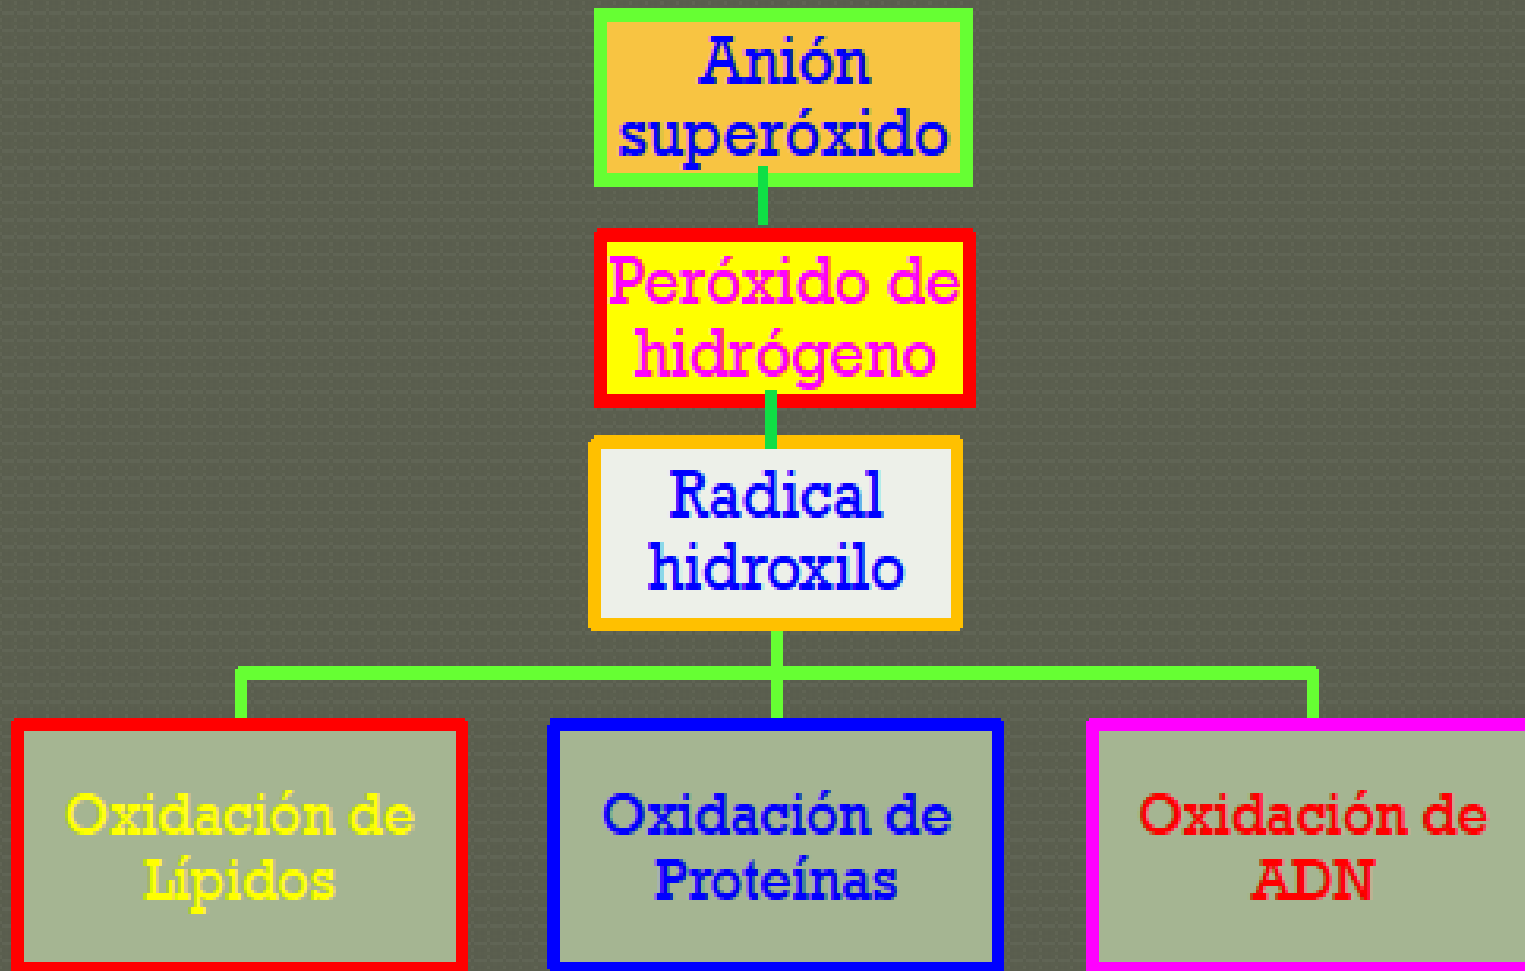 Anión
superóxido
Peróxido de
hidrógeno
Radical
hidroxilo
Oxidación de
Lípidos
Oxidación de
Proteínas
Oxidación de
ADN